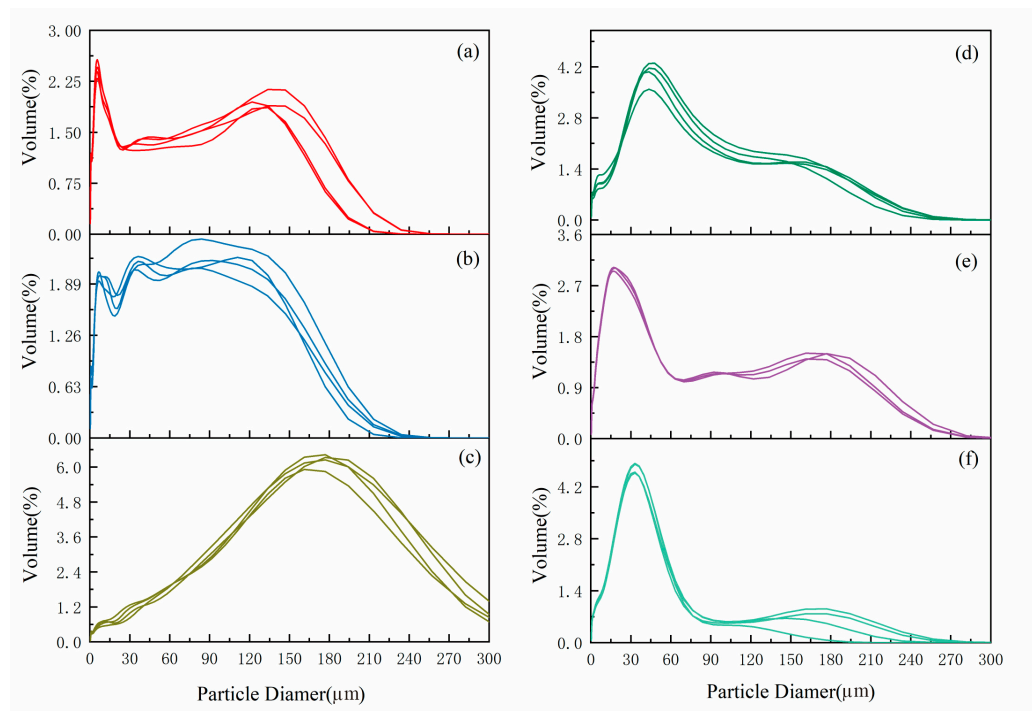 3.00
2.25
1.50
0.75
0.00
Volume(%)
(a)
1.89
1.26
0.63
0.00
Volume(%)
(b)
6.0
4.8
3.6
2.4
1.2
0.0
Volume(%)
(c)
0 30 60 90 120 150 180 210 240 270 300
Particle Diamer(μm)
4.2
2.8
1.4
0.0
Volume(%)
(d)
3.6
2.7
1.8
0.9
0.0
Volume(%)
(e)
4.2
2.8
1.4
0.0
Volume(%)
(f)
0 30 60 90 120 150 180 210 240 270 300
Particle Diamer(μm)